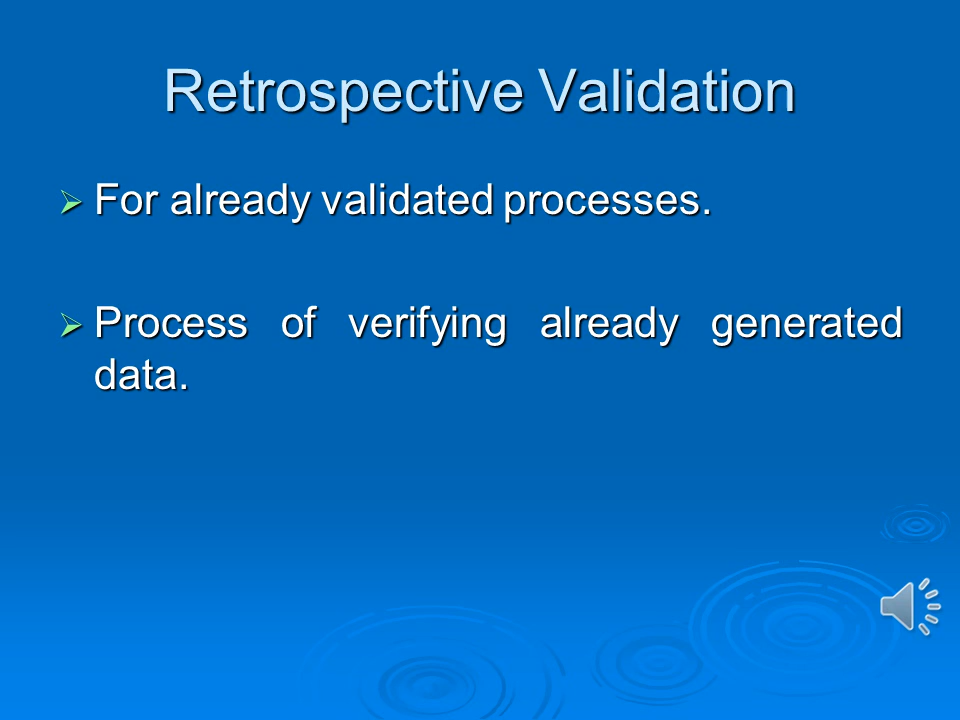 Retrospective Validation
For already validated processes.
Process of verifying already generated
data.